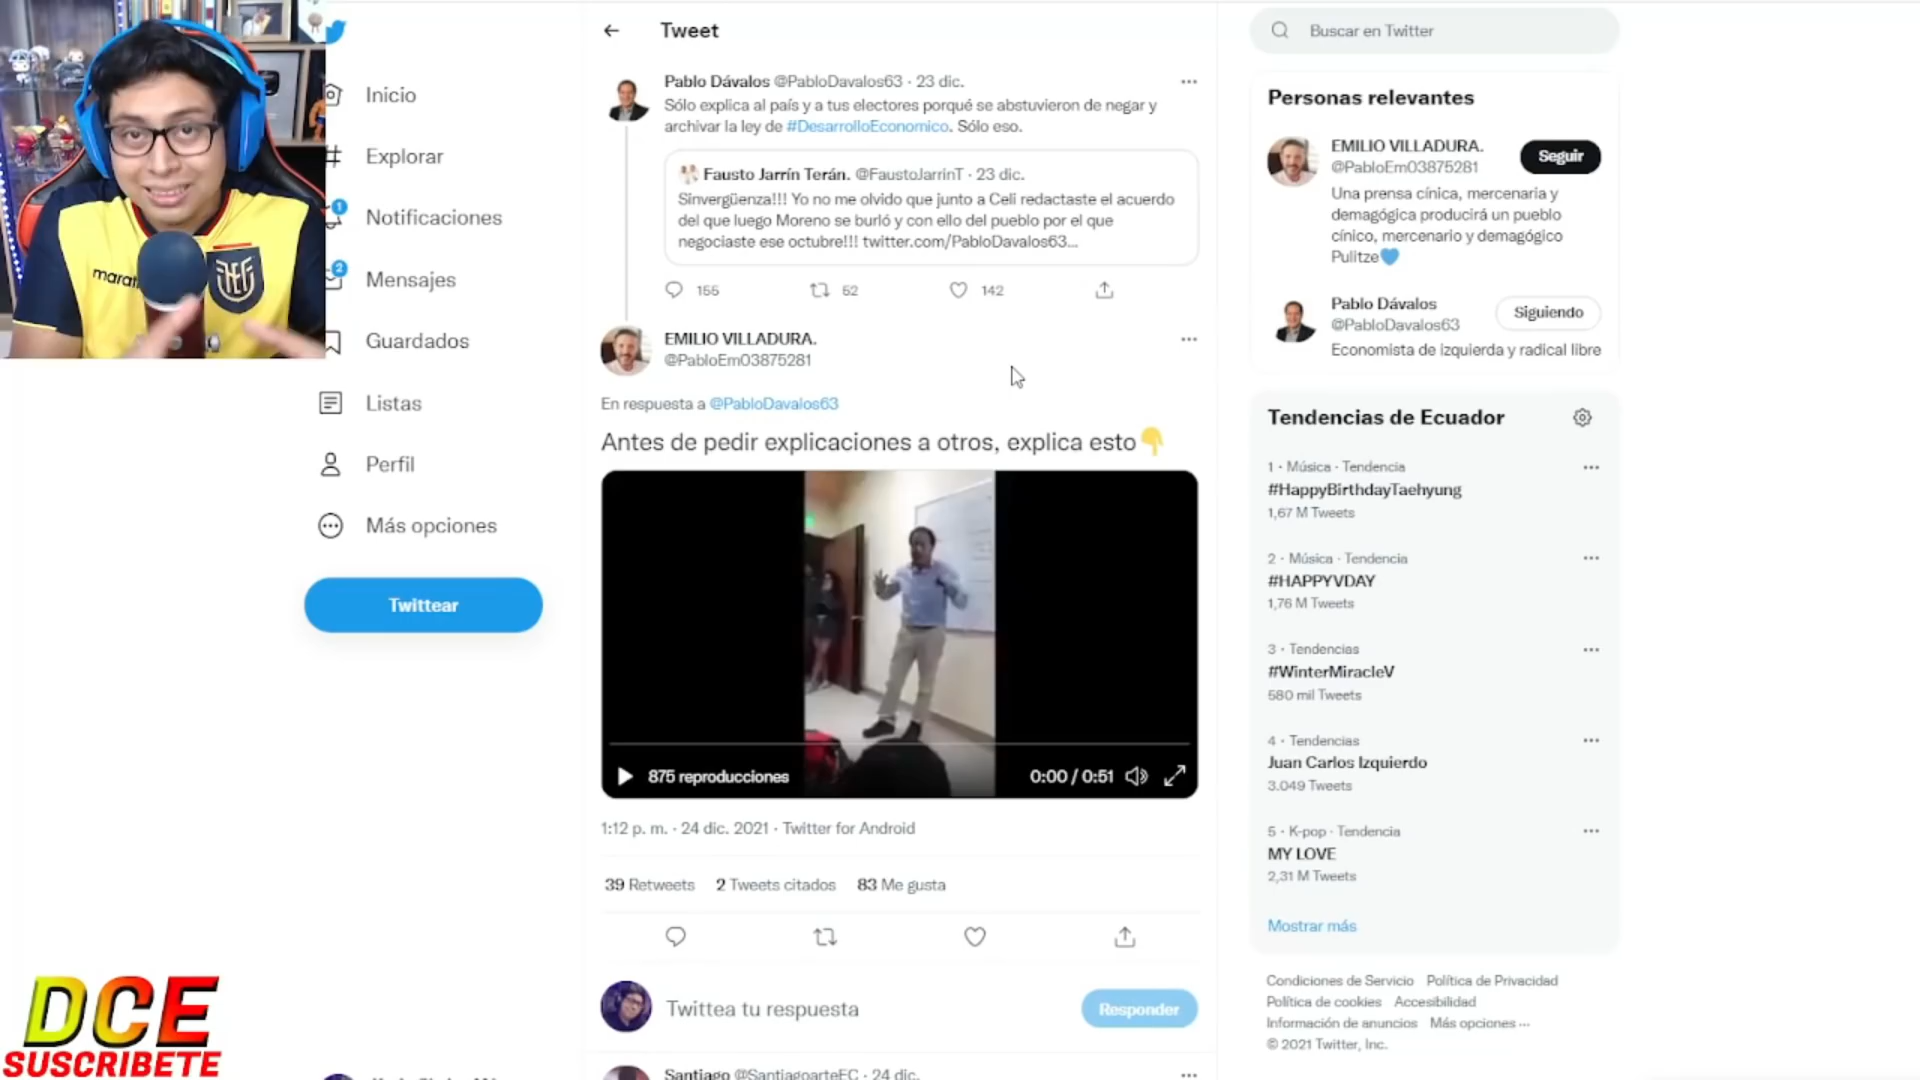 Tweet
Buscar en Twitter
Inicio
Explorar
1
Notificaciones
2
Mensajes
Guardados
Listas
Perfil
Más opciones
Twittear
Pablo Dávalos @PabloDavalos63 · 23 dic.
Sólo explica al país y a tus electores porqué se abstuvieron de negar y
archivar la ley de #DesarrolloEconomico. Sólo eso.
Fausto Jarrín Terán. @FaustoJarrinT · 23 dic.
Sinvergüenza!!! Yo no me olvido que junto a Celi redactaste el acuerdo
del que luego Moreno se burló y con ello del pueblo por el que
negociaste ese octubre!!! twitter.com/PabloDavalos63...
155 52 142
EMILIO VILLADURA.
@PabloEm03875281
En respuesta a @PabloDavalos63
Antes de pedir explicaciones a otros, explica esto
875 reproducciones
0:00 / 0:51
1:12 p. m. · 24 dic. 2021 · Twitter for Android
39 Retweets 2 Tweets citados 83 Me gusta
Twittea tu respuesta
Responder
Santiago @SantiagoarteEC · 24 dic.
Personas relevantes
EMILIO VILLADURA.
@PabloEm03875281
Seguir
Una prensa cínica, mercenaria y
demagógica producirá un pueblo
cínico, mercenario y demagógico
Pulitze
Pablo Dávalos
@PabloDavalos63
Siguiendo
Economista de izquierda y radical libre
Tendencias de Ecuador
1 · Música · Tendencia
#HappyBirthdayTaehyung
1,67 M Tweets
2 · Música · Tendencia
#HAPPYVDAY
1,76 M Tweets
3 · Tendencias
#WinterMiracleV
580 mil Tweets
4 · Tendencias
Juan Carlos Izquierdo
3.049 Tweets
5 · K-pop · Tendencia
MY LOVE
2,31 M Tweets
Mostrar más
Condiciones de Servicio Política de Privacidad
Política de cookies Accesibilidad
Información de anuncios Más opciones ···
© 2021 Twitter, Inc.
DCE
SUSCRIBETE